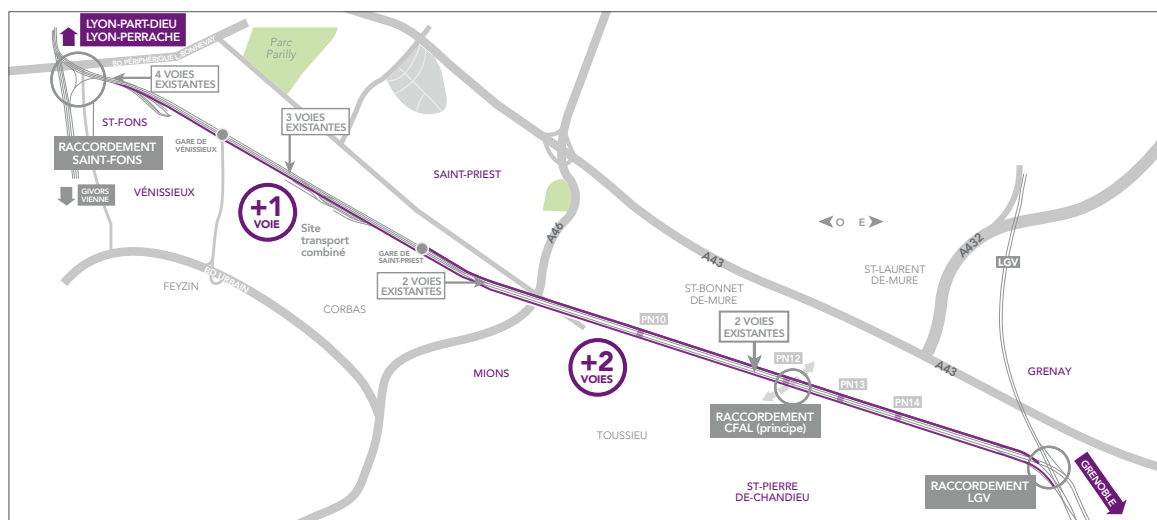 LYON-PART-DIEU
LYON-PERRACHE
BD PÉRIPHÉRIQUE L. BONNEVAY
Parc
Parilly
4 VOIES
EXISTANTES
ST-FONS
3 VOIES
EXISTANTES
GARE DE
VÉNISSIEUX
RACCORDEMENT
SAINT-FONS
GIVORS
VIENNE
VÉNISSIEUX
SAINT-PRIEST
+1
VOIE
Site
transport
combiné
A46
O E
A432
LGV
GARE DE
SAINT-PRIEST
A43
ST-LAURENT
DE-MURE
BD URBAIN
FEYZIN
2 VOIES
EXISTANTES
ST-BONNET
DE-MURE
CORBAS
PN10
2 VOIES
EXISTANTES
+2
VOIES
PN12
MIONS
A43
GRENAY
PN13
PN14
RACCORDEMENT
CFAL (principe)
TOUSSIEU
RACCORDEMENT
LGV
GRENOBLE
ST-PIERRE
DE-CHANDIEU